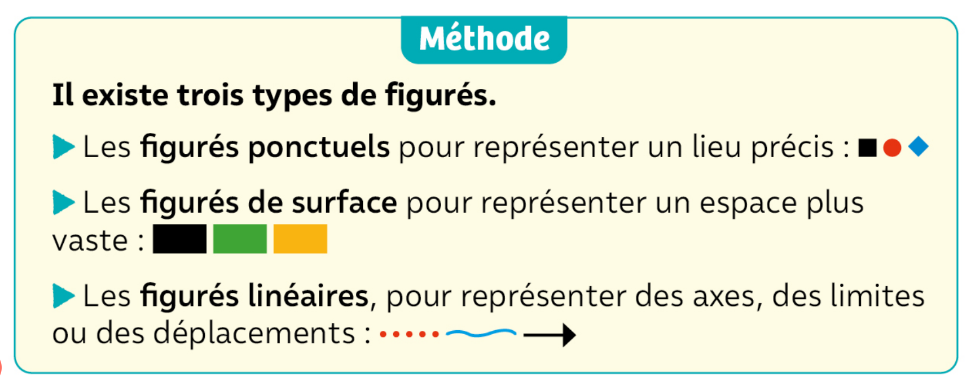 Méthode
Il existe trois types de figurés.
Les figurés ponctuels pour représenter un lieu précis :
Les figurés de surface pour représenter un espace plus
vaste :
Les figurés linéaires, pour représenter des axes, des limites
ou des déplacements :